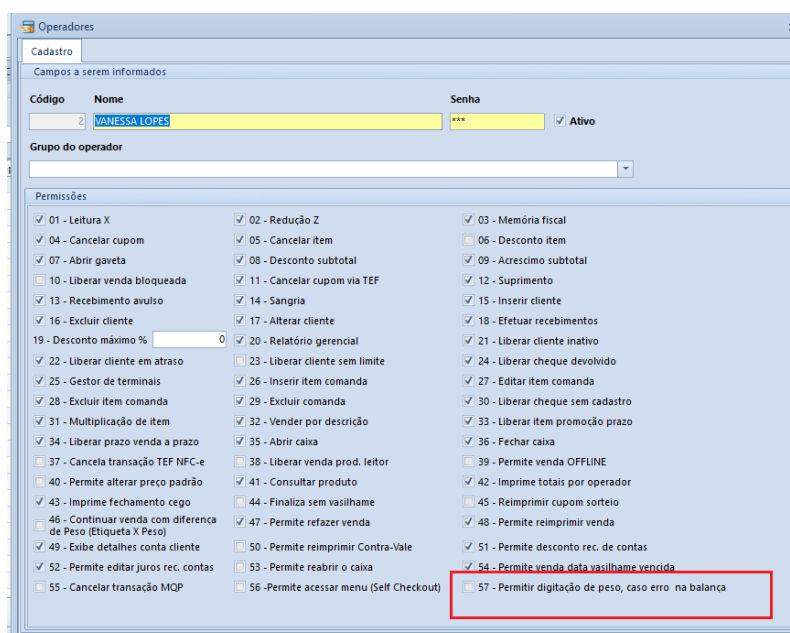 Operadores
Cadastro
Campos a serem informados
Código Nome Senha
2 VANESSA LOPES *** Ativo
Grupo do operador
Permissões
01 - Leitura X 02 - Redução Z 03 - Memória fiscal
04 - Cancelar cupom 05 - Cancelar item 06 - Desconto item
07 - Abrir gaveta 08 - Desconto subtotal 09 - Acrescimo subtotal
10 - Liberar venda bloqueada 11 - Cancelar cupom via TEF 12 - Suprimento
13 - Recebimento avulso 14 - Sangria 15 - Inserir cliente
16 - Excluir cliente 17 - Alterar cliente 18 - Efetuar recebimentos
19 - Desconto máximo % 0 20 - Relatório gerencial 21 - Liberar cliente inativo
22 - Liberar cliente em atraso 23 - Liberar cliente sem limite 24 - Liberar cheque devolvido
25 - Gestor de terminais 26 - Inserir item comanda 27 - Editar item comanda
28 - Excluir item comanda 29 - Excluir comanda 30 - Liberar cheque sem cadastro
31 - Multiplicação de item 32 - Vender por descrição 33 - Liberar item promoção prazo
34 - Liberar prazo venda a prazo 35 - Abrir caixa 36 - Fechar caixa
37 - Cancela transação TEF NFC-e 38 - Liberar venda prod. leitor 39 - Permite venda OFFLINE
40 - Permite alterar preço padrão 41 - Consultar produto 42 - Imprime totais por operador
43 - Imprime fechamento cego 44 - Finaliza sem vasilhame 45 - Reimprimir cupom sorteio
46 - Continuar venda com diferença
de Peso (Etiqueta X Peso) 47 - Permite refazer venda 48 - Permite reimprimir venda
49 - Exibe detalhes conta cliente 50 - Permite reimprimir Contra-Vale 51 - Permite desconto rec. de contas
52 - Permite editar juros rec. contas 53 - Permite reabrir o caixa 54 - Permite venda data vasilhame vencida
55 - Cancelar transação MQP 56 -Permite acessar menu (Self Checkout) 57 - Permitir digitação de peso, caso erro na balança